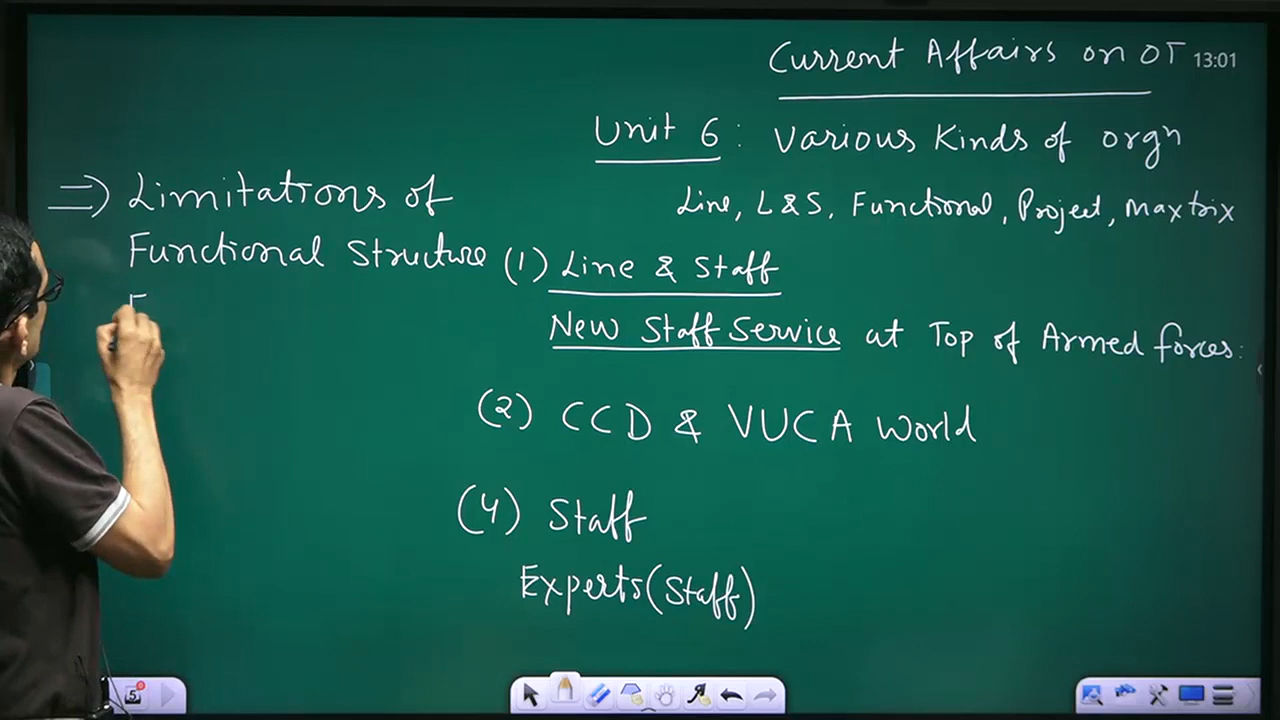 Current Affairs on OT 13:01
Unit 6 : Various Kinds of orgn
Line, L & S, Functional, Project, Maxtrix
⇒ Limitations of
Functional Structure
(1) Line & Staff
New Staff Service at Top of Armed forces:
(2) CCD & VUCA World
(4) Staff
Experts (Staff)
5